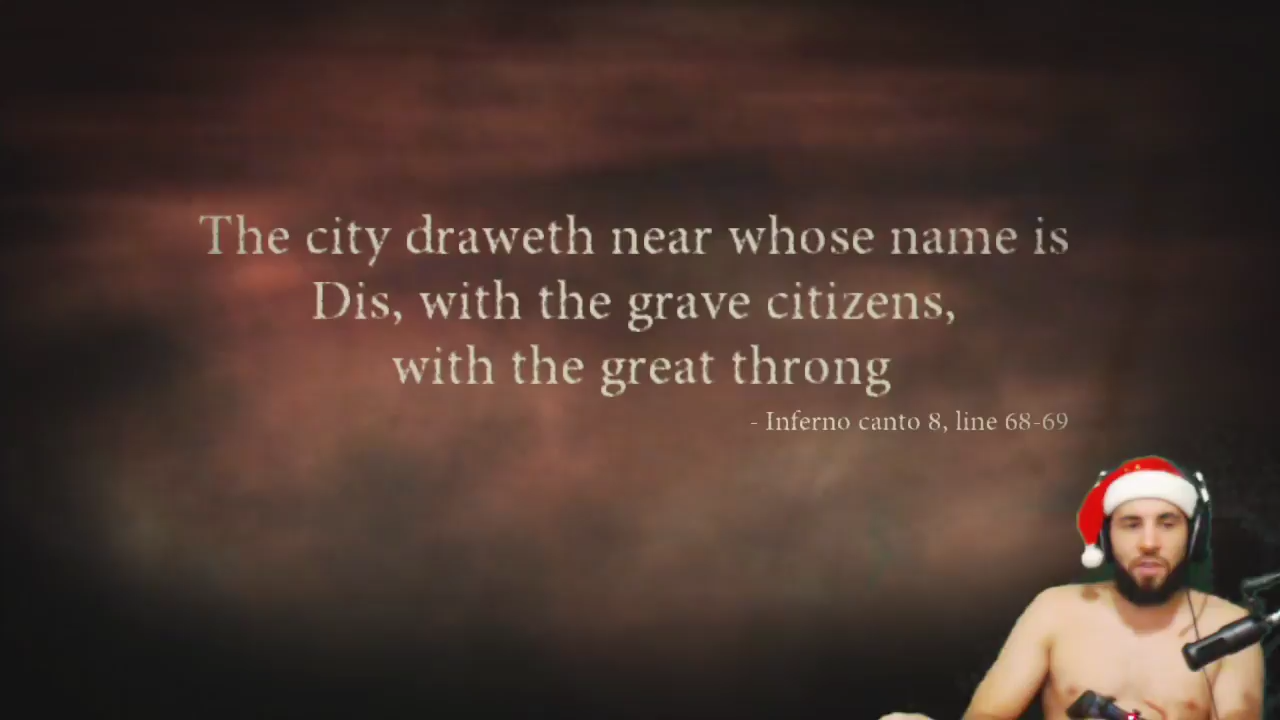 The city draweth near whose name is
Dis, with the grave citizens,
with the great throng
- Inferno canto 8, line 68-69